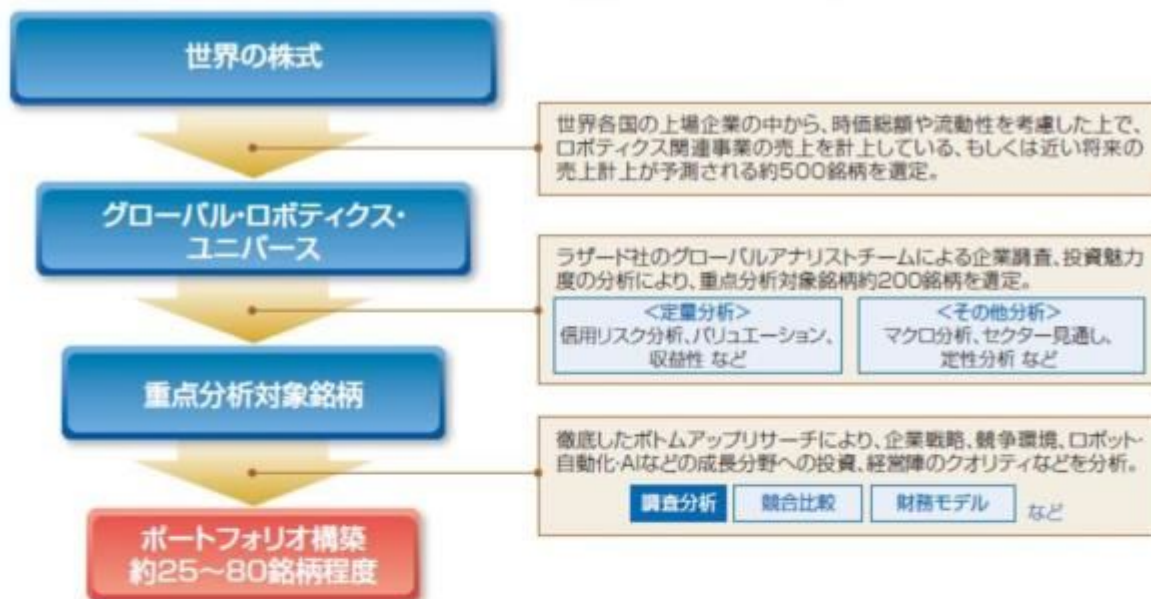 世界の株式
世界各国の上場企業の中から、時価総額や流動性を考慮した上で、
ロボティクス関連事業の売上を計上している、もしくは近い将来の
売上計上が予測される約500銘柄を選定。
グローバル・ロボティクス・
ユニバース
ラザード社のグローバルアナリストチームによる企業調査、投資魅力
度の分析により、重点分析対象銘柄約200銘柄を選定。
<定量分析>
信用リスク分析、バリュエーション、
収益性 など
<その他分析>
マクロ分析、セクター見通し、
定性分析 など
重点分析対象銘柄
徹底したボトムアップリサーチにより、企業戦略、競争環境、ロボット・
自動化・AIなどの成長分野への投資、経営陣のクオリティなどを分析。
調査分析
競合比較
財務モデル
など
ポートフォリオ構築
約25~80銘柄程度